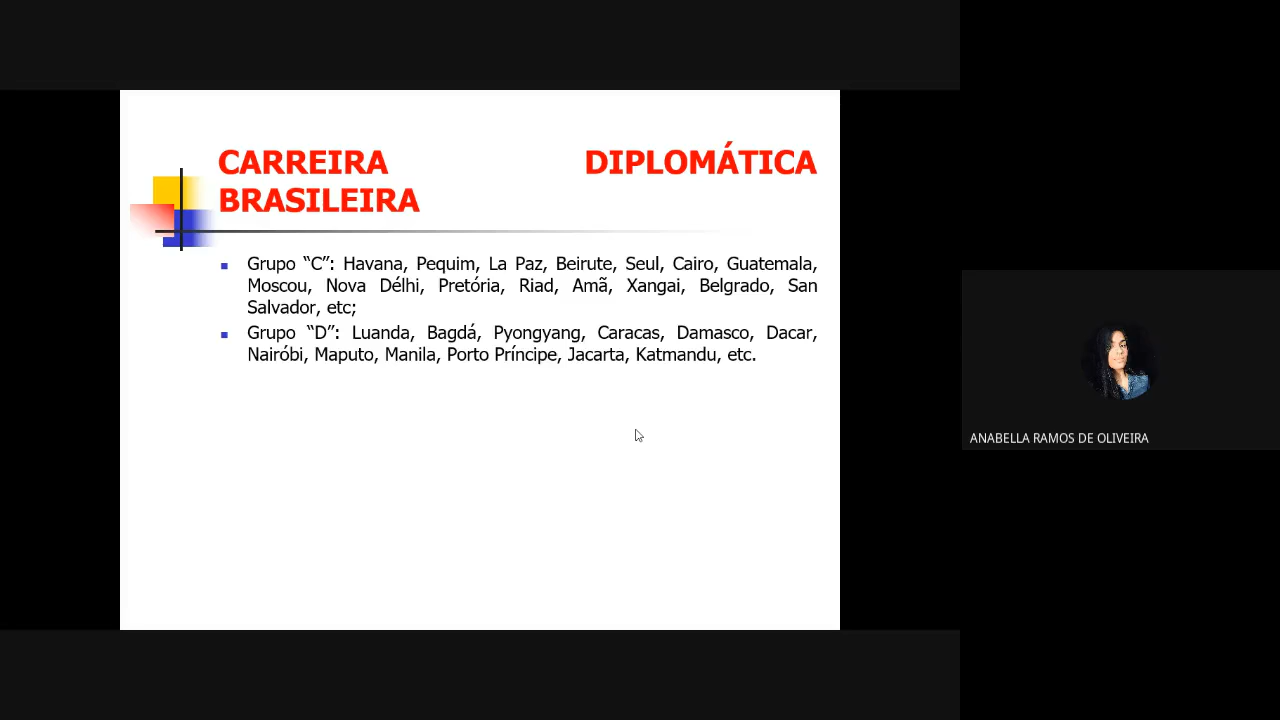 CARREIRA DIPLOMÁTICA
BRASILEIRA
Grupo “C”: Havana, Pequim, La Paz, Beirute, Seul, Cairo, Guatemala,
Moscou, Nova Délhi, Pretória, Riad, Amã, Xangai, Belgrado, San
Salvador, etc;
Grupo “D”: Luanda, Bagdá, Pyongyang, Caracas, Damasco, Dacar,
Nairóbi, Maputo, Manila, Porto Príncipe, Jacarta, Katmandu, etc.
ANABELLA RAMOS DE OLIVEIRA